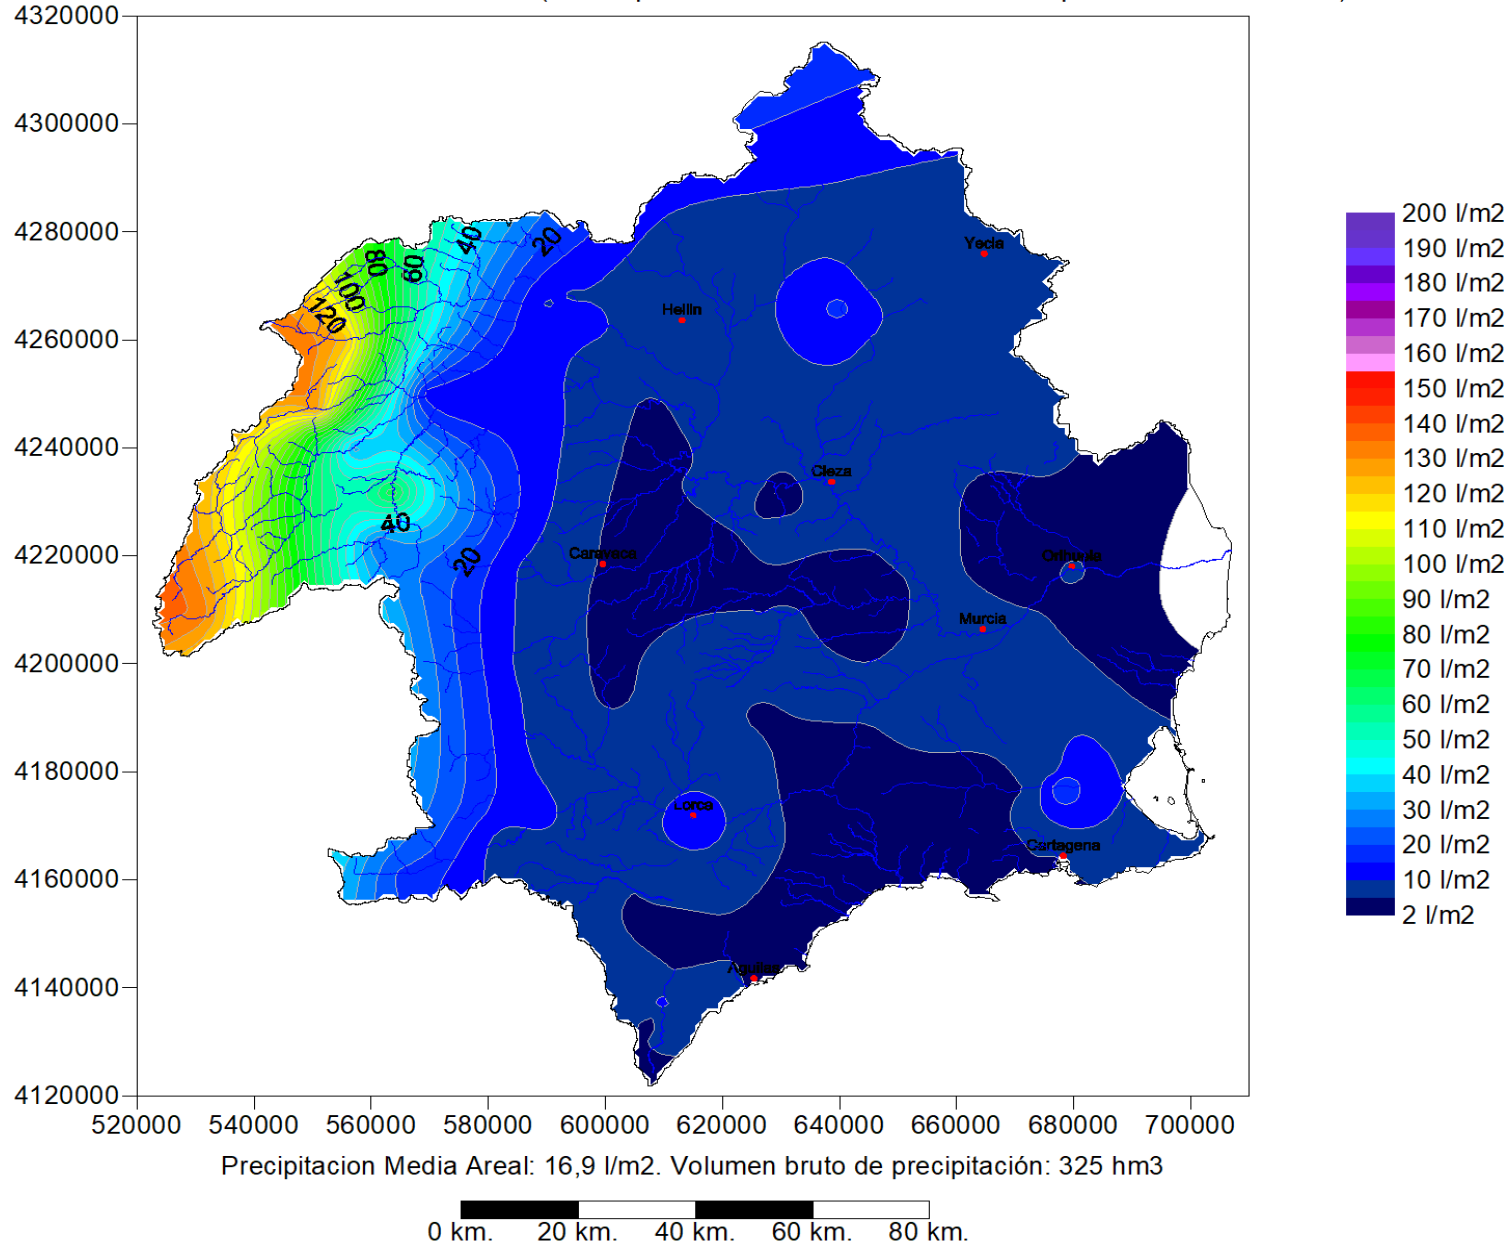 4320000
4300000
4280000
4260000
4240000
4220000
4200000
4180000
4160000
4140000
4120000
520000 540000 560000 580000 600000 620000 640000 660000 680000 700000
40
20
80
60
100
120
Yecla
Hellin
Cieza
40
20
Caravaca
Orihuela
Murcia
Lorca
Cartagena
Aguilas
200 l/m2
190 l/m2
180 l/m2
170 l/m2
160 l/m2
150 l/m2
140 l/m2
130 l/m2
120 l/m2
110 l/m2
100 l/m2
90 l/m2
80 l/m2
70 l/m2
60 l/m2
50 l/m2
40 l/m2
30 l/m2
20 l/m2
10 l/m2
2 l/m2
Precipitacion Media Areal: 16,9 l/m2. Volumen bruto de precipitación: 325 hm3
0 km. 20 km. 40 km. 60 km. 80 km.